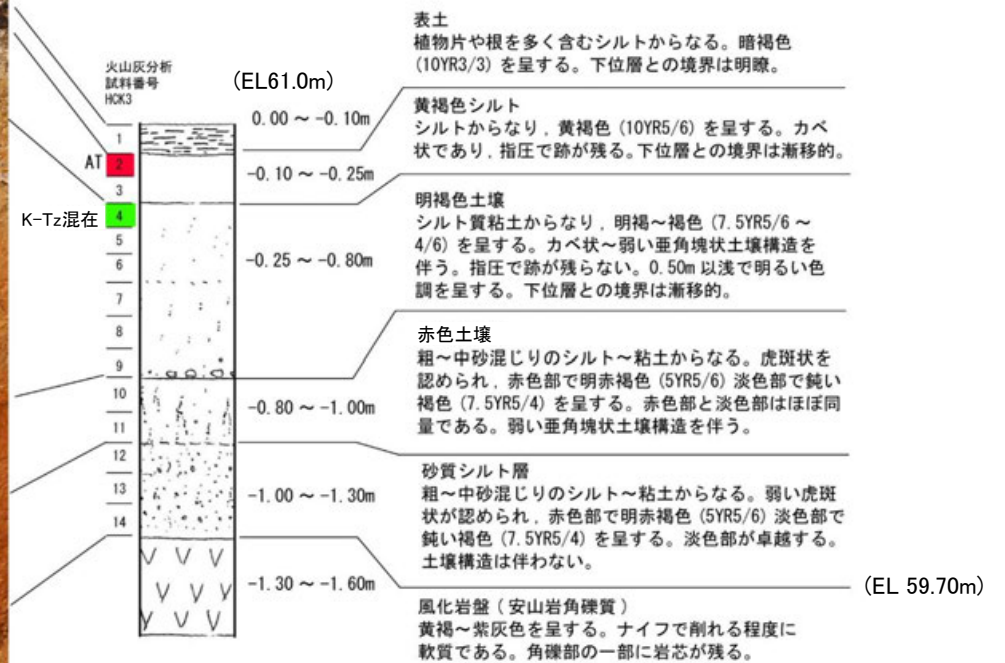 火山灰分析
試料番号
HCK3
(EL61.0m)
1
AT 2
3
K-Tz混在 4
5
6
7
8
9
10
11
12
13
14
0.00 ～ -0.10m
-0.10 ～ -0.25m
-0.25 ～ -0.80m
-0.80 ～ -1.00m
-1.00 ～ -1.30m
-1.30 ～ -1.60m
表土
植物片や根を多く含むシルトからなる。暗褐色
(10YR3/3) を呈する。下位層との境界は明瞭。
黄褐色シルト
シルトからなり, 黄褐色 (10YR5/6) を呈する。カベ
状であり, 指圧で跡が残る。下位層との境界は漸移的。
明褐色土壌
シルト質粘土からなり, 明褐～褐色 (7.5YR5/6 ～
4/6) を呈する。カベ状～弱い亜角塊状土壌構造を
伴う。指圧で跡が残らない。0.50m 以浅で明るい色
調を呈する。下位層との境界は漸移的。
赤色土壌
粗～中砂混じりのシルト～粘土からなる。虎斑状を
認められ, 赤色部で明赤褐色 (5YR5/6) 淡色部で鈍い
褐色 (7.5YR5/4) を呈する。赤色部と淡色部はほぼ同
量である。弱い亜角塊状土壌構造を伴う。
砂質シルト層
粗～中砂混じりのシルト～粘土からなる。弱い虎斑
状が認められ, 赤色部で明赤褐色 (5YR5/6) 淡色部で
鈍い褐色 (7.5YR5/4) を呈する。淡色部が卓越する。
土壌構造は伴わない。
(EL 59.70m)
風化岩盤 ( 安山岩角礫質 )
黄褐～紫灰色を呈する。ナイフで削れる程度に
軟質である。角礫部の一部に岩芯が残る。